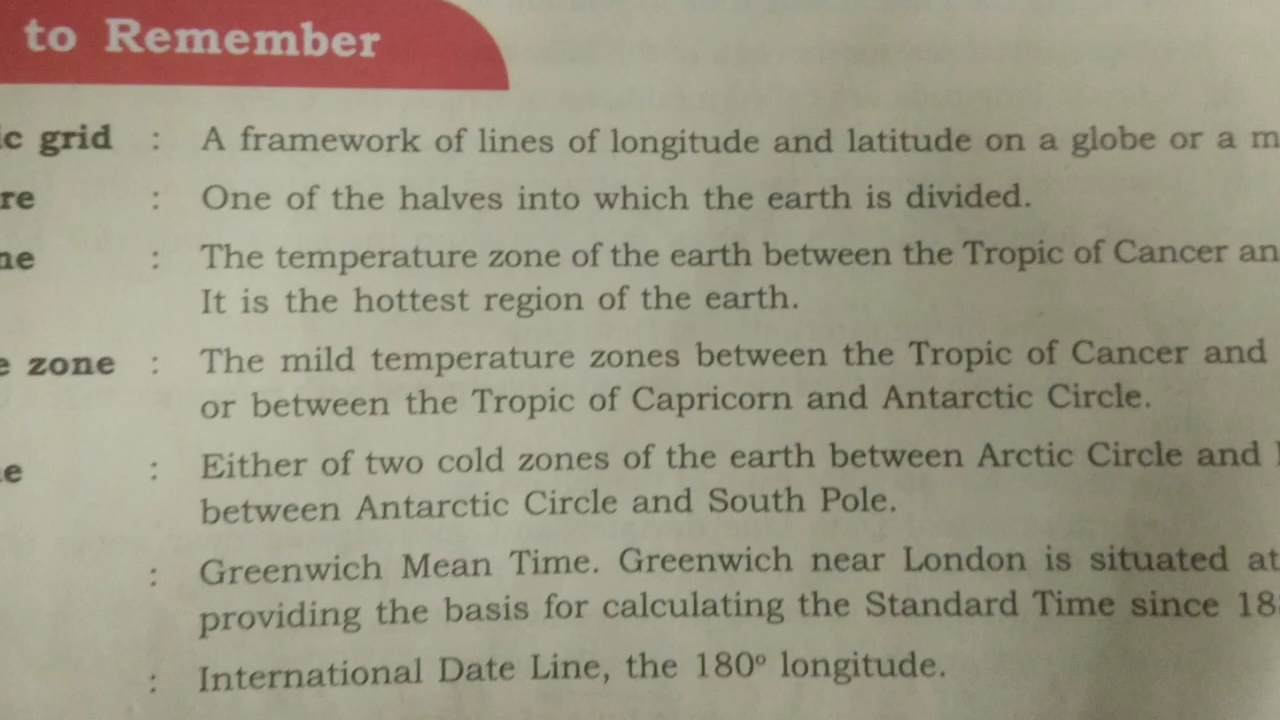 to Remember
ic grid : A framework of lines of longitude and latitude on a globe or a m
re : One of the halves into which the earth is divided.
ne : The temperature zone of the earth between the Tropic of Cancer an
It is the hottest region of the earth.
e zone : The mild temperature zones between the Tropic of Cancer and
or between the Tropic of Capricorn and Antarctic Circle.
e : Either of two cold zones of the earth between Arctic Circle and
between Antarctic Circle and South Pole.
: Greenwich Mean Time. Greenwich near London is situated at
providing the basis for calculating the Standard Time since 18
: International Date Line, the 180° longitude.